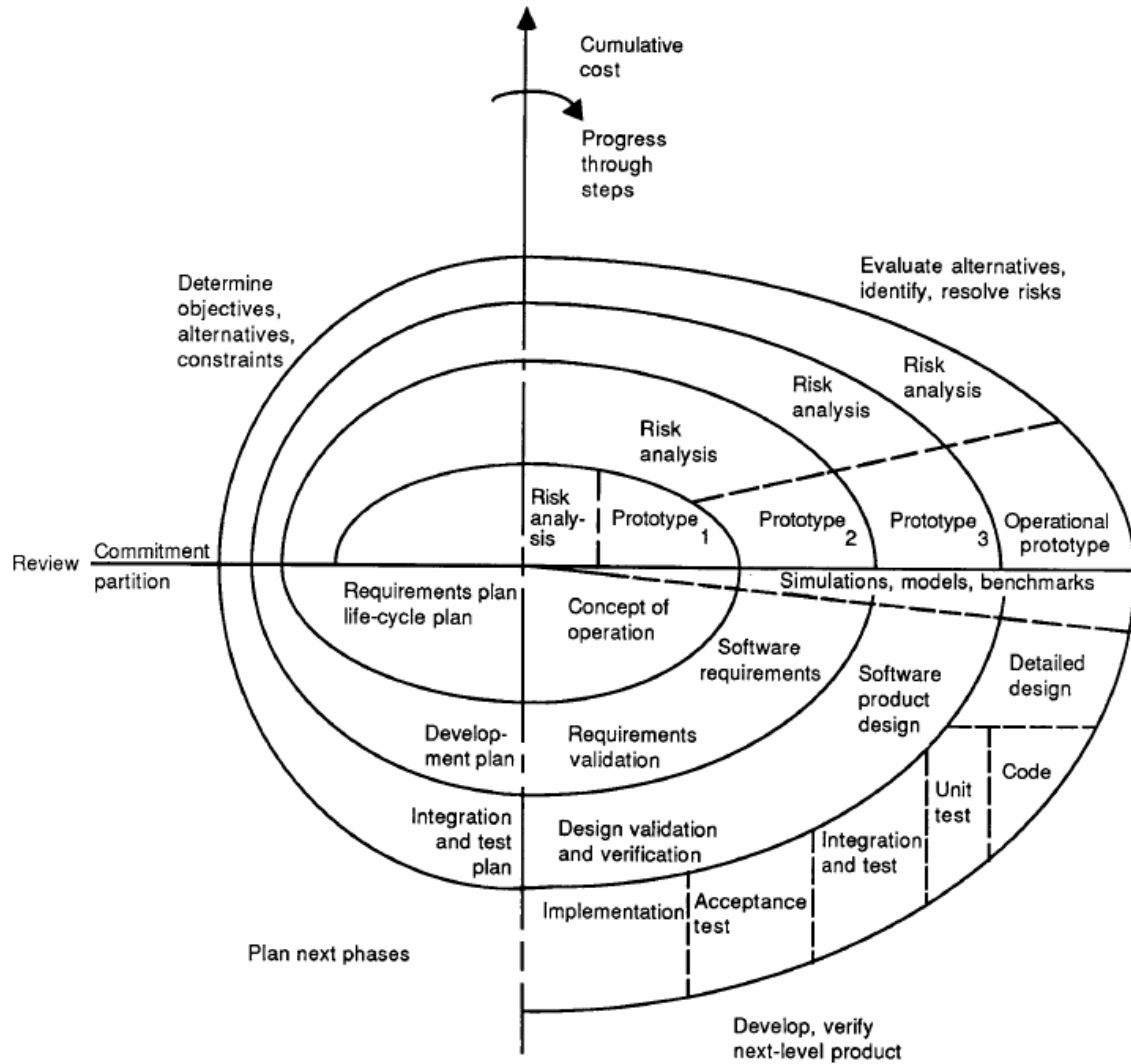 Cumulative
cost
Progress
through
steps
Determine
objectives,
alternatives,
constraints
Evaluate alternatives,
identify, resolve risks
Risk
analysis
Risk
analysis
Risk
analysis
Risk
analy-
sis
Prototype 1
Prototype 2
Prototype 3
Operational
prototype
Review
Commitment
partition
Simulations, models, benchmarks
Requirements plan
life-cycle plan
Concept of
operation
Software
requirements
Software
product
design
Detailed
design
Develop-
ment plan
Requirements
validation
Code
Unit
test
Integration
and test
plan
Design validation
and verification
Integration
and test
Acceptance
test
Implementation
Plan next phases
Develop, verify
next-level product